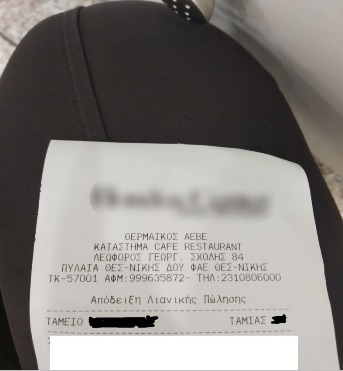 ΘΕΡΜΑΙΚΟΣ ΑΕΒΕ
ΚΑΤΑΣΤΗΜΑ CAFE RESTAURANT
ΛΕΩΦΟΡΟΣ ΓΕΩΡΓ. ΣΧΟΛΗΣ 84
ΠΥΛΑΙΑ ΘΕΣ-ΝΙΚΗΣ ΔΟΥ ΦΑΕ ΘΕΣ-ΝΙΚΗΣ
ΤΚ-57001 ΑΦΜ:999635872- ΤΗΛ:2310806000
Απόδειξη Λιανικής Πώλησης
ΤΑΜΕΙΟ ΤΑΜΙΑΣ